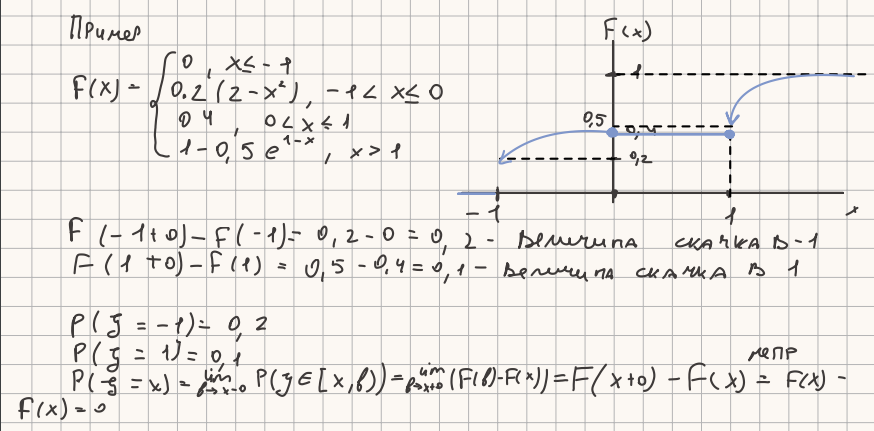 Пример
F(x)
F(x) = { 0 , x ≤ -1
0.2 (2 - x²) , -1 < x ≤ 0
0 4 , 0 < x ≤ 1
1 - 0,5 e^{1-x} , x > 1
1
0,5
0,4
0,2
-1
1
x
F (-1+0) - F(-1) = 0,2 - 0 = 0,2 - величина скачка в -1
F (1+0) - F(1) = 0,5 - 0,4 = 0,1 - величина скачка в 1
P(ξ = -1) = 0,2
P(ξ = 1) = 0,1
непр
P(ξ = x) = lim_{b→x-0} P(ξ ∈ [x, b)) = lim_{b→x+0} (F(b) - F(x)) = F(x+0) - F(x) = F(x) -
F(x) = 0